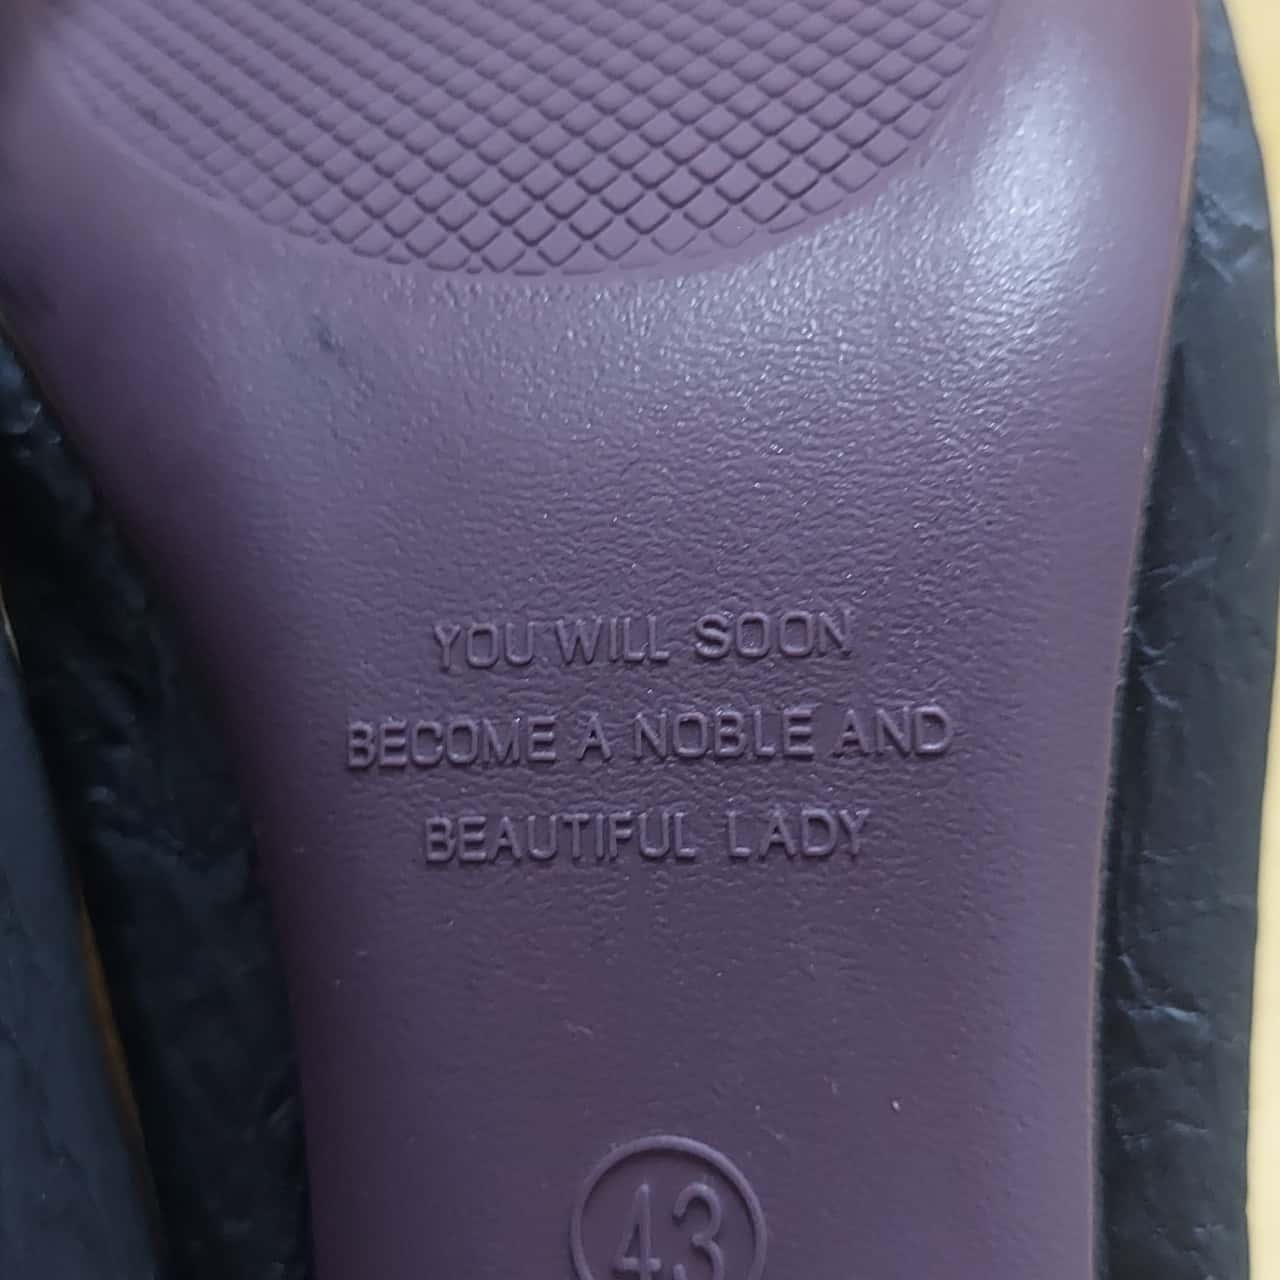 YOU WILL SOON
BECOME A NOBLE AND
BEAUTIFUL LADY
43